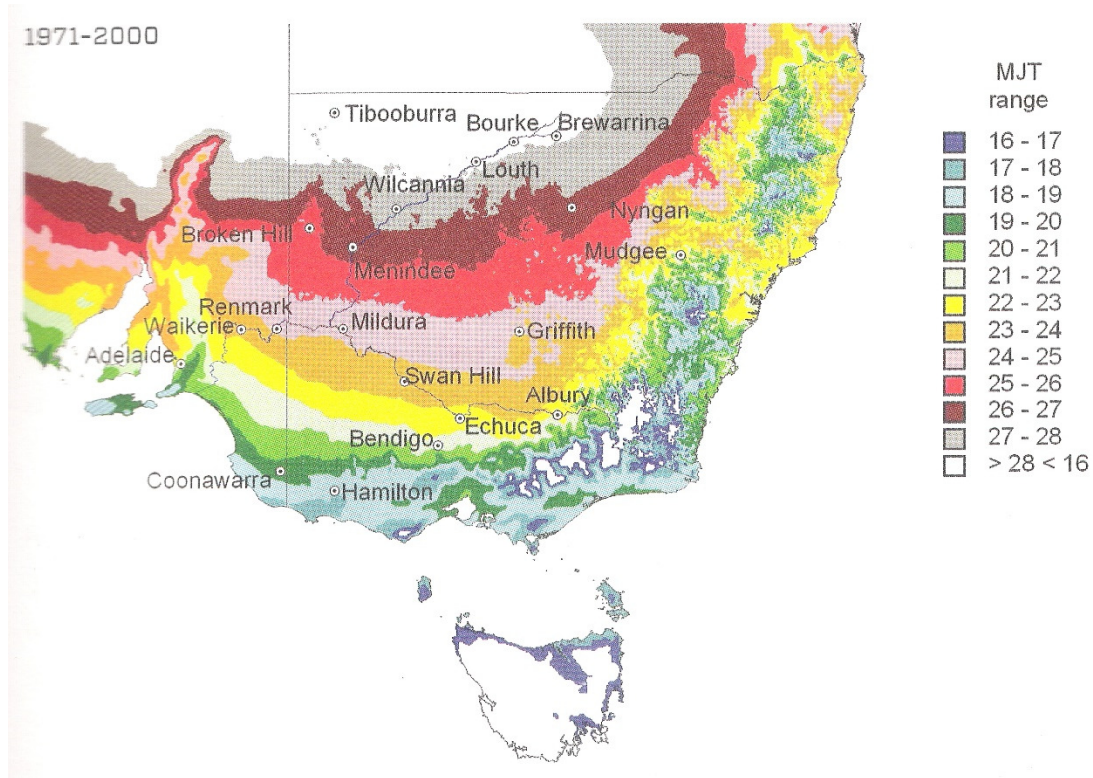 1971-2000
MJT
range
16 - 17
17 - 18
18 - 19
19 - 20
20 - 21
21 - 22
22 - 23
23 - 24
24 - 25
25 - 26
26 - 27
27 - 28
> 28 < 16
Tibooburra
Bourke
Brewarrina
Louth
Wilcannia
Nyngan
Broken Hill
Mudgee
Menindee
Renmark
Waikerie
Mildura
Griffith
Adelaide
Swan Hill
Albury
Echuca
Bendigo
Coonawarra
Hamilton